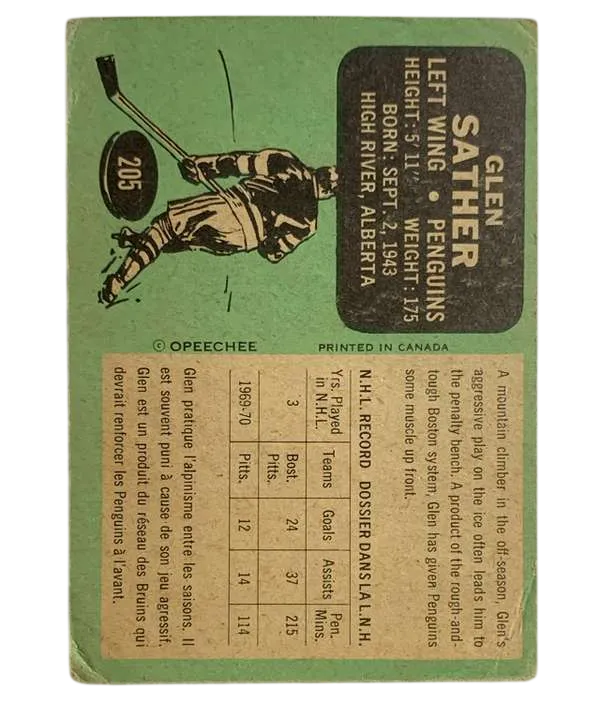 GLEN
SATHER
LEFT WING • PENGUINS
HEIGHT: 5' 11" WEIGHT: 175
BORN: SEPT. 2, 1943
HIGH RIVER, ALBERTA
205
© OPEECHEE PRINTED IN CANADA
A mountain climber in the off-season, Glen's
aggressive play on the ice often leads him to
the penalty bench. A product of the rough-and-
tough Boston system, Glen has given Penguins
some muscle up front.
N.H.L. RECORD DOSSIER DANS LA L.N.H.
Yrs. Played in N.H.L. Teams Goals Assists Pen. Mins.
3 Bost. Pitts. 24 37 215
1969-70 Pitts. 12 14 114
Glen pratique l'alpinisme entre les saisons. Il
est souvent puni à cause de son jeu agressif.
Glen est un produit du réseau des Bruins qui
devrait renforcer les Penguins à l'avant.